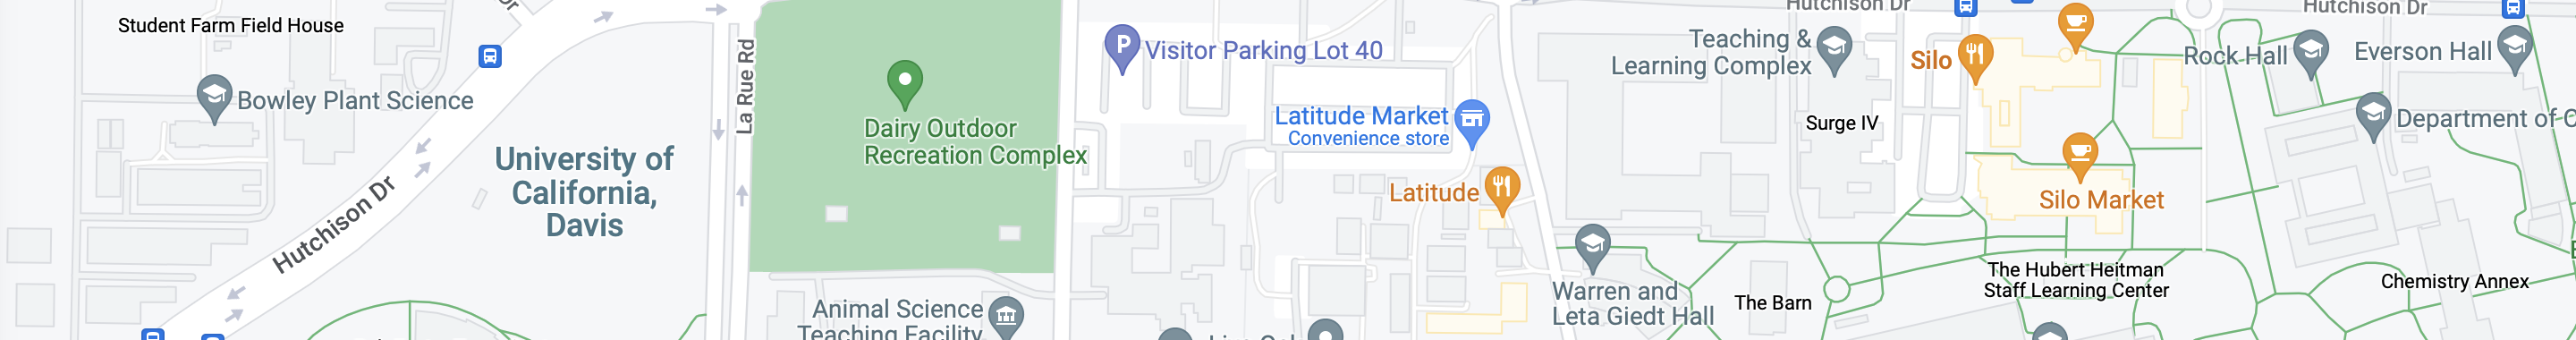 Student Farm Field House
Bowley Plant Science
Hutchison Dr
University of
California,
Davis
La Rue Rd
Dairy Outdoor
Recreation Complex
Animal Science
Teaching Facility
P
Visitor Parking Lot 40
Latitude Market
Convenience store
Latitude
Warren and
Leta Giedt Hall
Teaching &
Learning Complex
Hutchison Dr
Surge IV
Silo
Silo Market
The Barn
The Hubert Heitman
Staff Learning Center
Hutchison Dr
Rock Hall
Everson Hall
Department of
Chemistry Annex